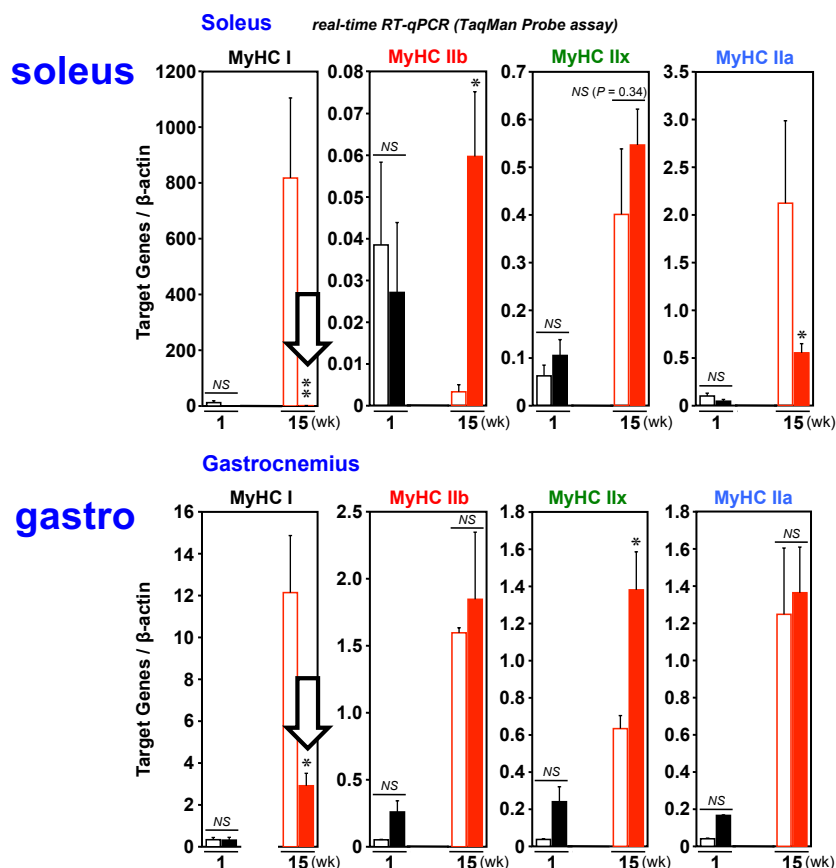 Soleus real-time RT-qPCR (TaqMan Probe assay)
soleus
MyHC I MyHC IIb MyHC IIx MyHC IIa
Target Genes / β-actin
1200
1000
800
600
400
200
0
NS
**
1 15 (wk)
0.08
0.07
0.06
0.05
0.04
0.03
0.02
0.01
0
NS
*
1 15 (wk)
0.7
0.6
0.5
0.4
0.3
0.2
0.1
0
NS
NS (P = 0.34)
1 15 (wk)
3.5
3.0
2.5
2.0
1.5
1.0
0.5
0
NS
*
1 15 (wk)
Gastrocnemius
gastro
MyHC I MyHC IIb MyHC IIx MyHC IIa
Target Genes / β-actin
16
14
12
10
8
6
4
2
0
NS
*
1 15 (wk)
2.5
2.0
1.5
1.0
0.5
0
NS
NS
1 15 (wk)
1.8
1.6
1.4
1.2
1.0
0.8
0.6
0.4
0.2
0
NS
*
1 15 (wk)
1.8
1.6
1.4
1.2
1.0
0.8
0.6
0.4
0.2
0
NS
1 15 (wk)